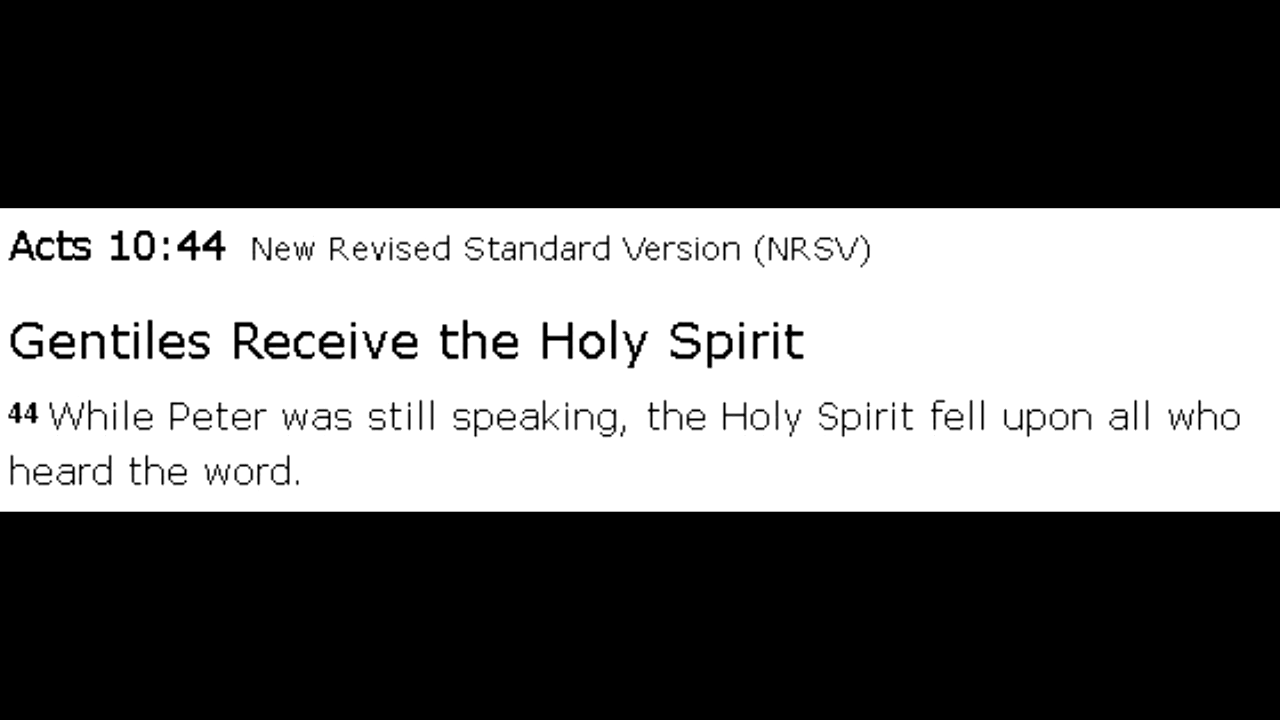 Acts 10:44 New Revised Standard Version (NRSV)
Gentiles Receive the Holy Spirit
44 While Peter was still speaking, the Holy Spirit fell upon all who
heard the word.